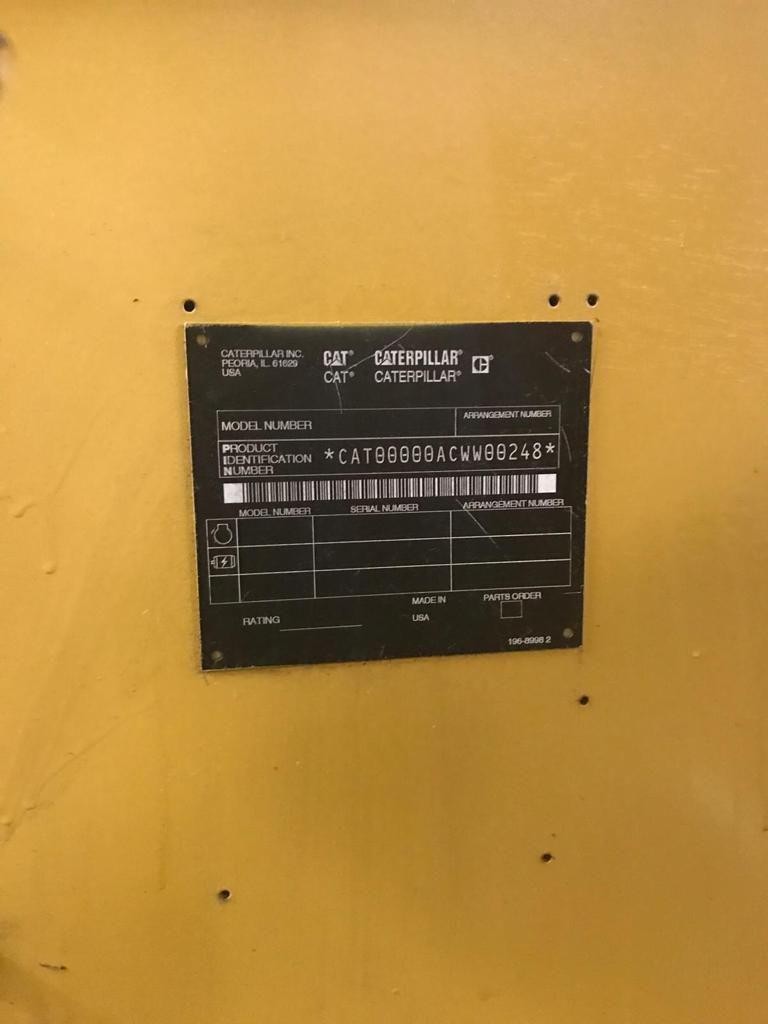 CATERPILLAR INC.
PEORIA, IL 61629
USA
CAT® CATERPILLAR®
CAT® CATERPILLAR®
MODEL NUMBER
ARRANGEMENT NUMBER
PRODUCT
IDENTIFICATION
NUMBER
*CAT00000ACWW00248*
MODEL NUMBER SERIAL NUMBER ARRANGEMENT NUMBER
RATING
MADE IN
USA
PARTS ORDER
196-8998 2